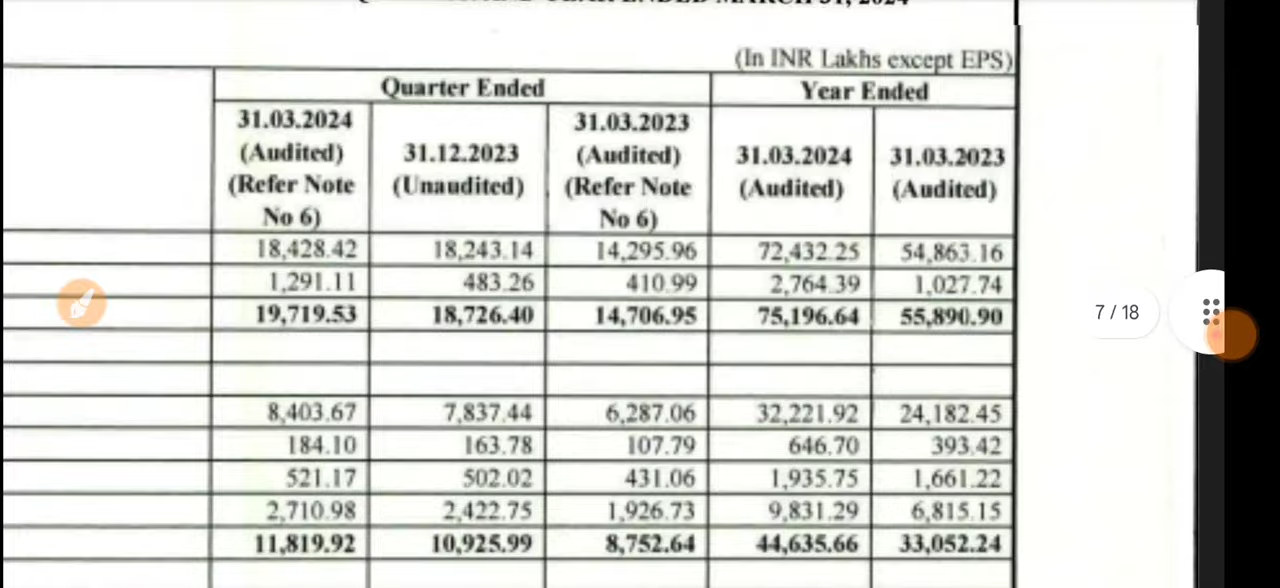 YEAR ENDED MARCH 31, 2024
(In INR Lakhs except EPS)
Quarter Ended Year Ended
31.03.2024 (Audited) (Refer Note No 6) 31.12.2023 (Unaudited) 31.03.2023 (Audited) (Refer Note No 6) 31.03.2024 (Audited) 31.03.2023 (Audited)
18,428.42 18,243.14 14,295.96 72,432.25 54,863.16
1,291.11 483.26 410.99 2,764.39 1,027.74
19,719.53 18,726.40 14,706.95 75,196.64 55,890.90
7 / 18
8,403.67 7,837.44 6,287.06 32,221.92 24,182.45
184.10 163.78 107.79 646.70 393.42
521.17 502.02 431.06 1,935.75 1,661.22
2,710.98 2,422.75 1,926.73 9,831.29 6,815.15
11,819.92 10,925.99 8,752.64 44,635.66 33,052.24